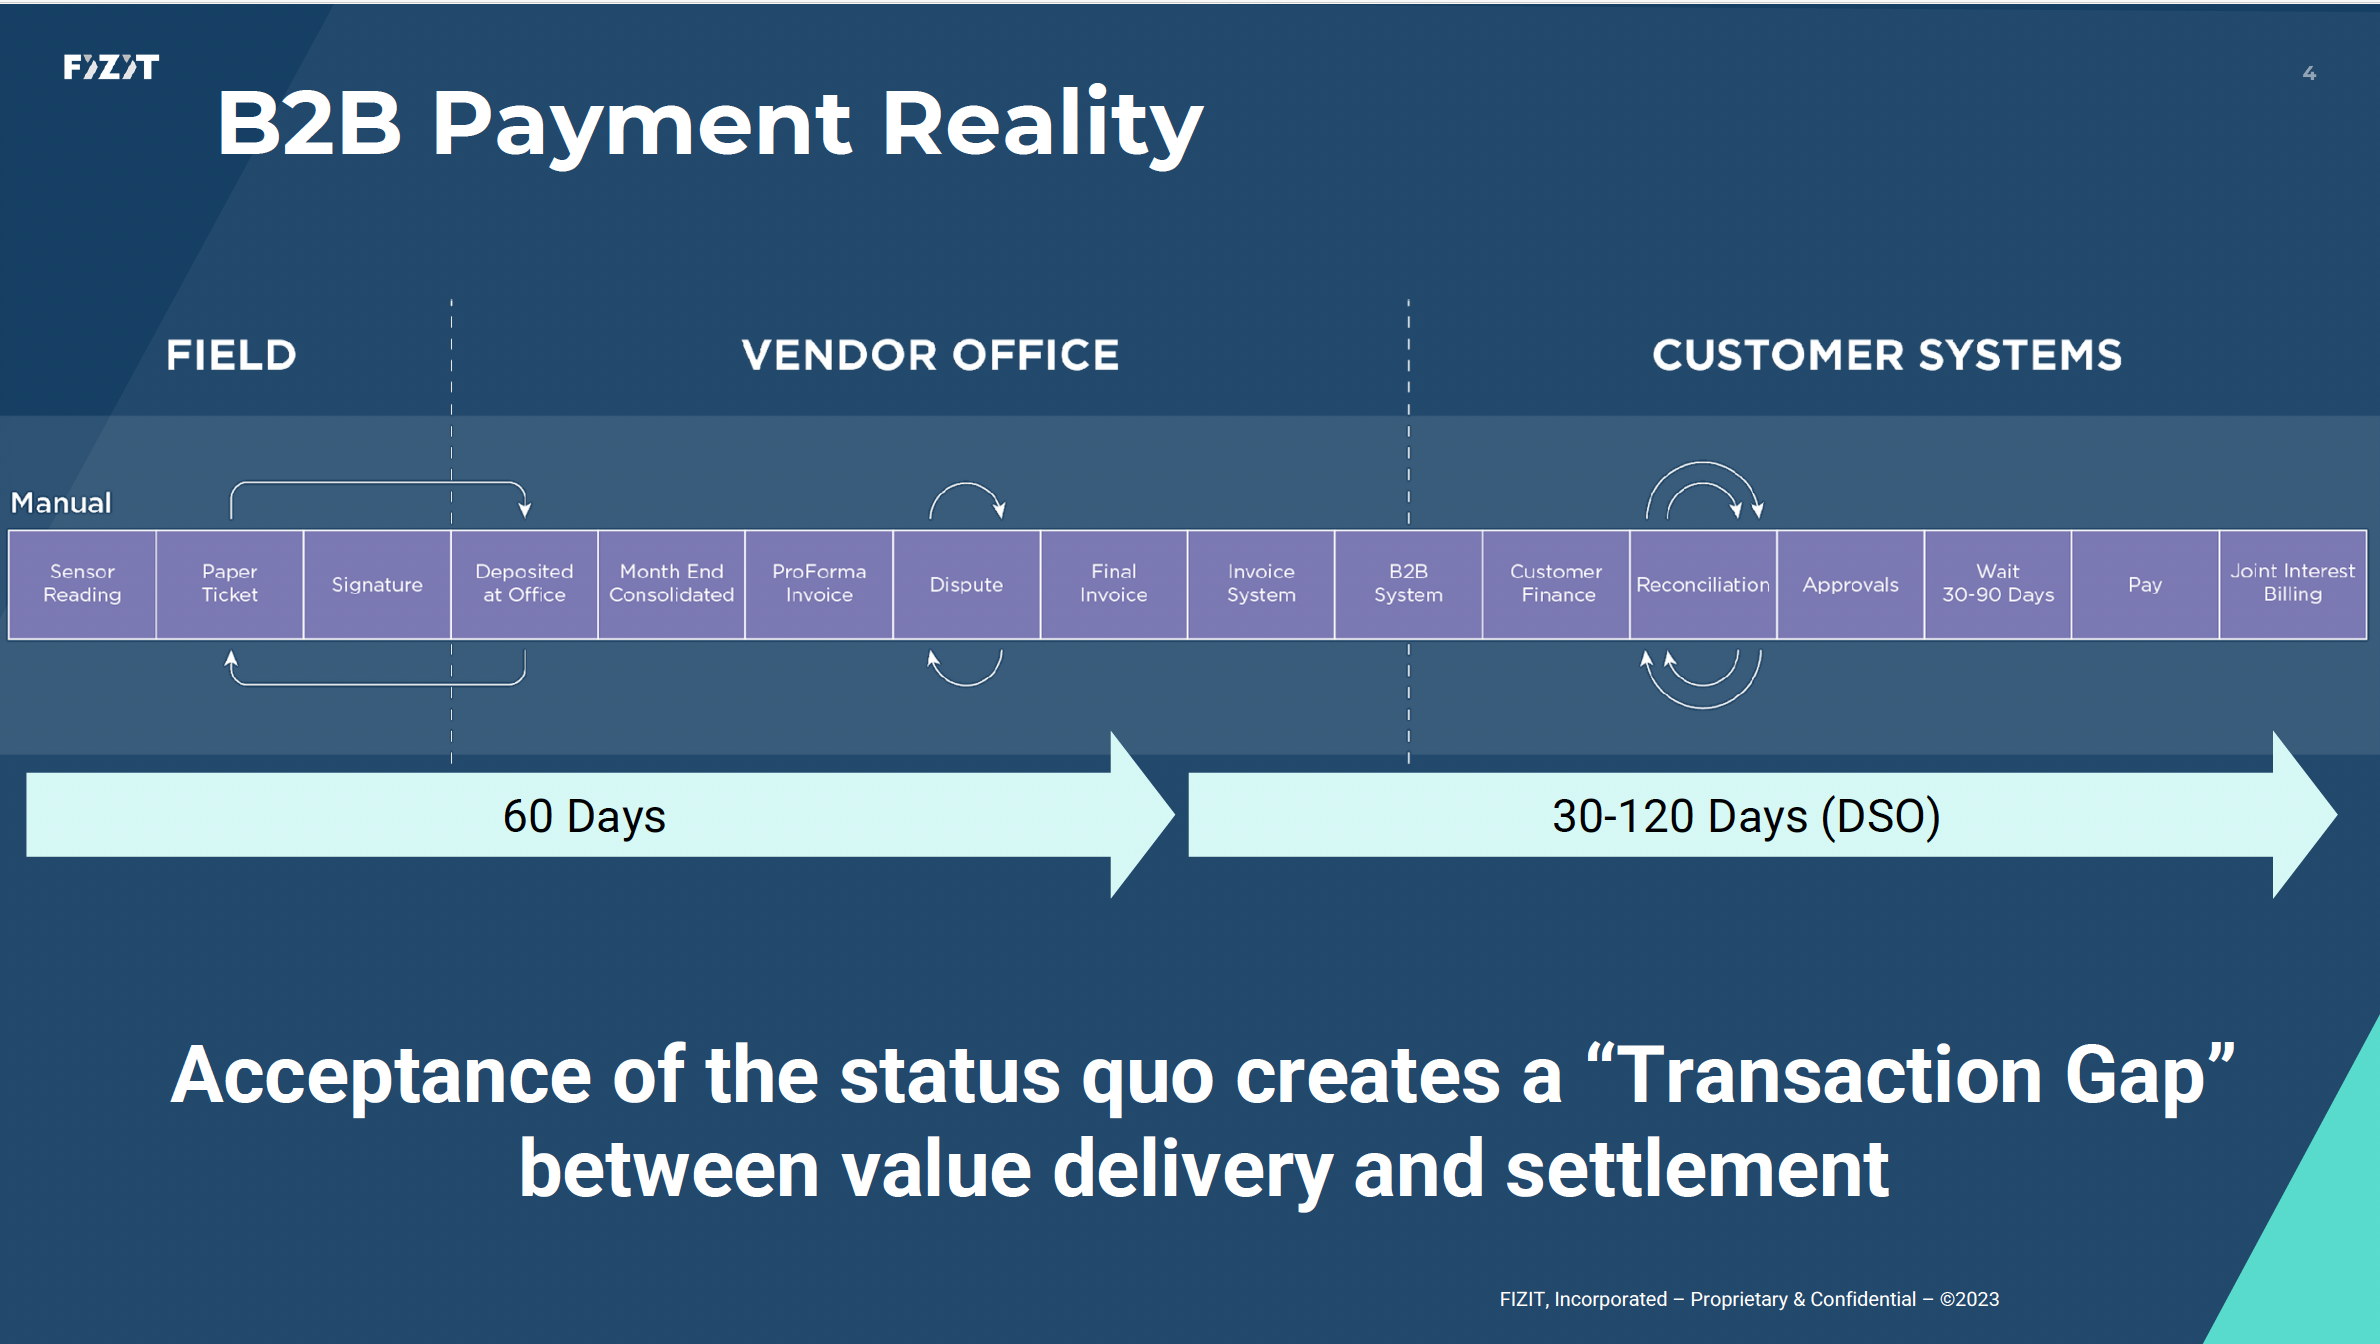 FIZIT
4
B2B Payment Reality
FIELD
VENDOR OFFICE
CUSTOMER SYSTEMS
Manual
Sensor
Reading
Paper
Ticket
Signature
Deposited
at Office
Month End
Consolidated
ProForma
Invoice
Dispute
Final
Invoice
Invoice
System
B2B
System
Customer
Finance
Reconciliation
Approvals
Wait
30-90 Days
Pay
Joint Interest
Billing
60 Days
30-120 Days (DSO)
Acceptance of the status quo creates a “Transaction Gap”
between value delivery and settlement
FIZIT, Incorporated – Proprietary & Confidential – ©2023